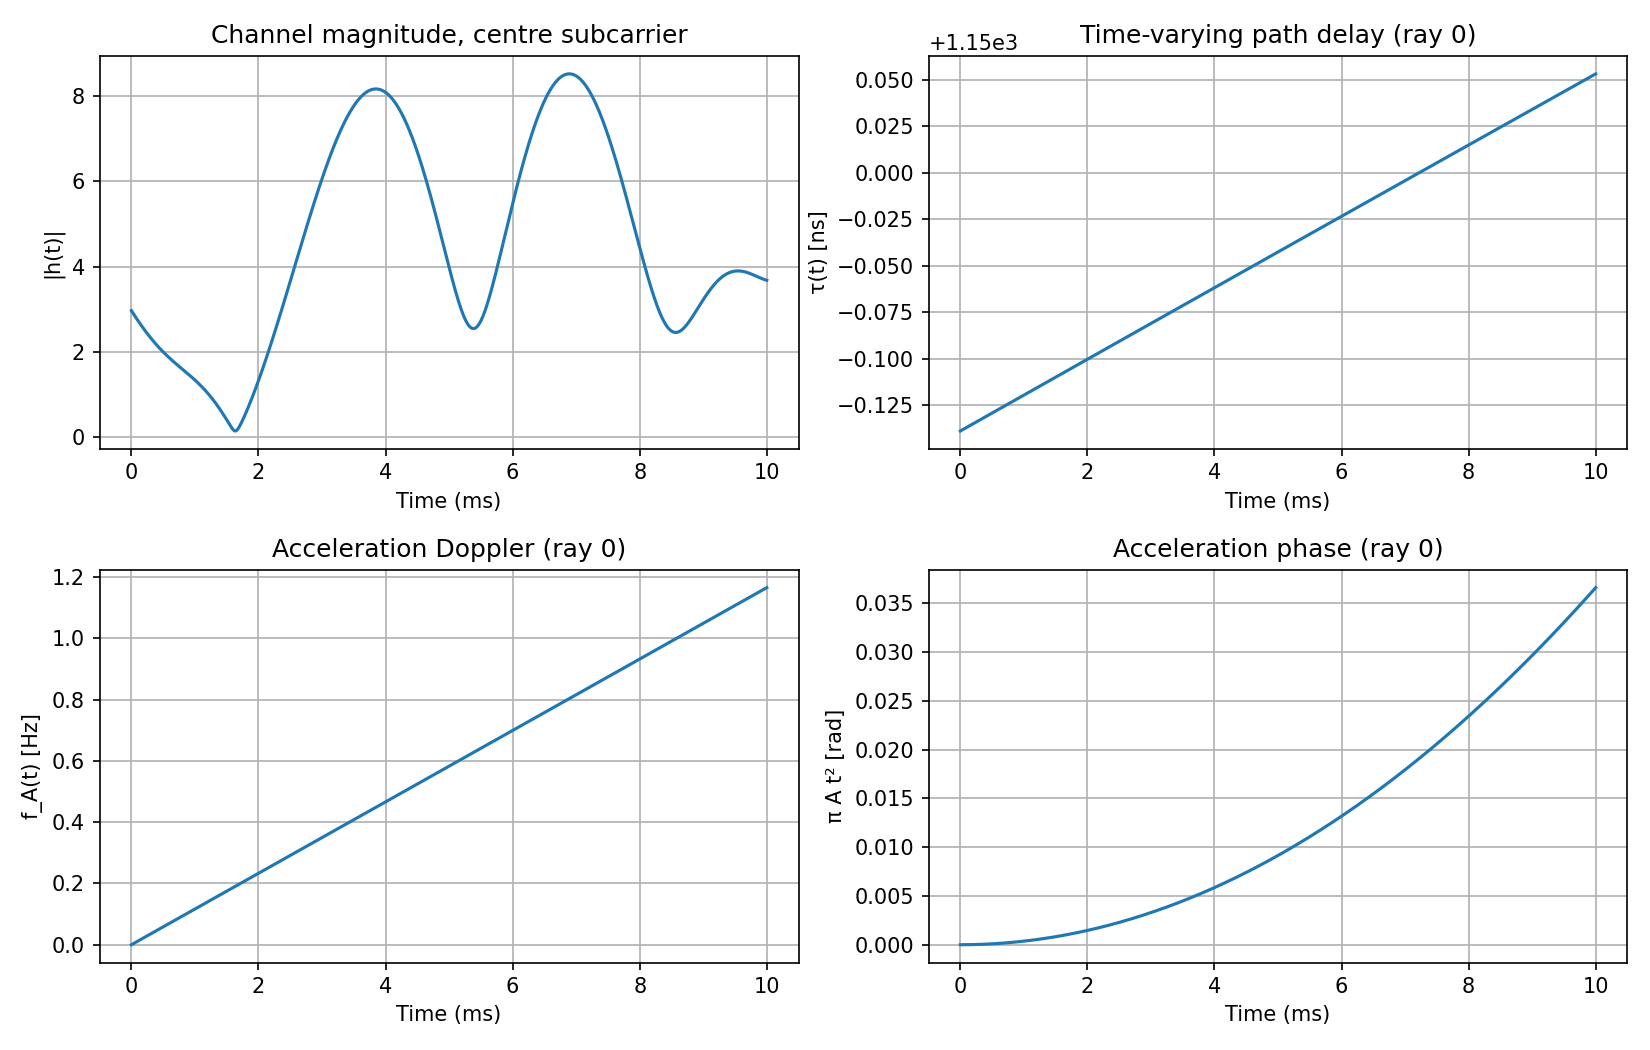 Channel magnitude, centre subcarrier
|h(t)|
8
6
4
2
0
0 2 4 6 8 10
Time (ms)
Time-varying path delay (ray 0)
+1.15e3
τ(t) [ns]
0.050
0.025
0.000
−0.025
−0.050
−0.075
−0.100
−0.125
0 2 4 6 8 10
Time (ms)
Acceleration Doppler (ray 0)
f_A(t) [Hz]
1.2
1.0
0.8
0.6
0.4
0.2
0.0
0 2 4 6 8 10
Time (ms)
Acceleration phase (ray 0)
π A t² [rad]
0.035
0.030
0.025
0.020
0.015
0.010
0.005
0.000
0 2 4 6 8 10
Time (ms)